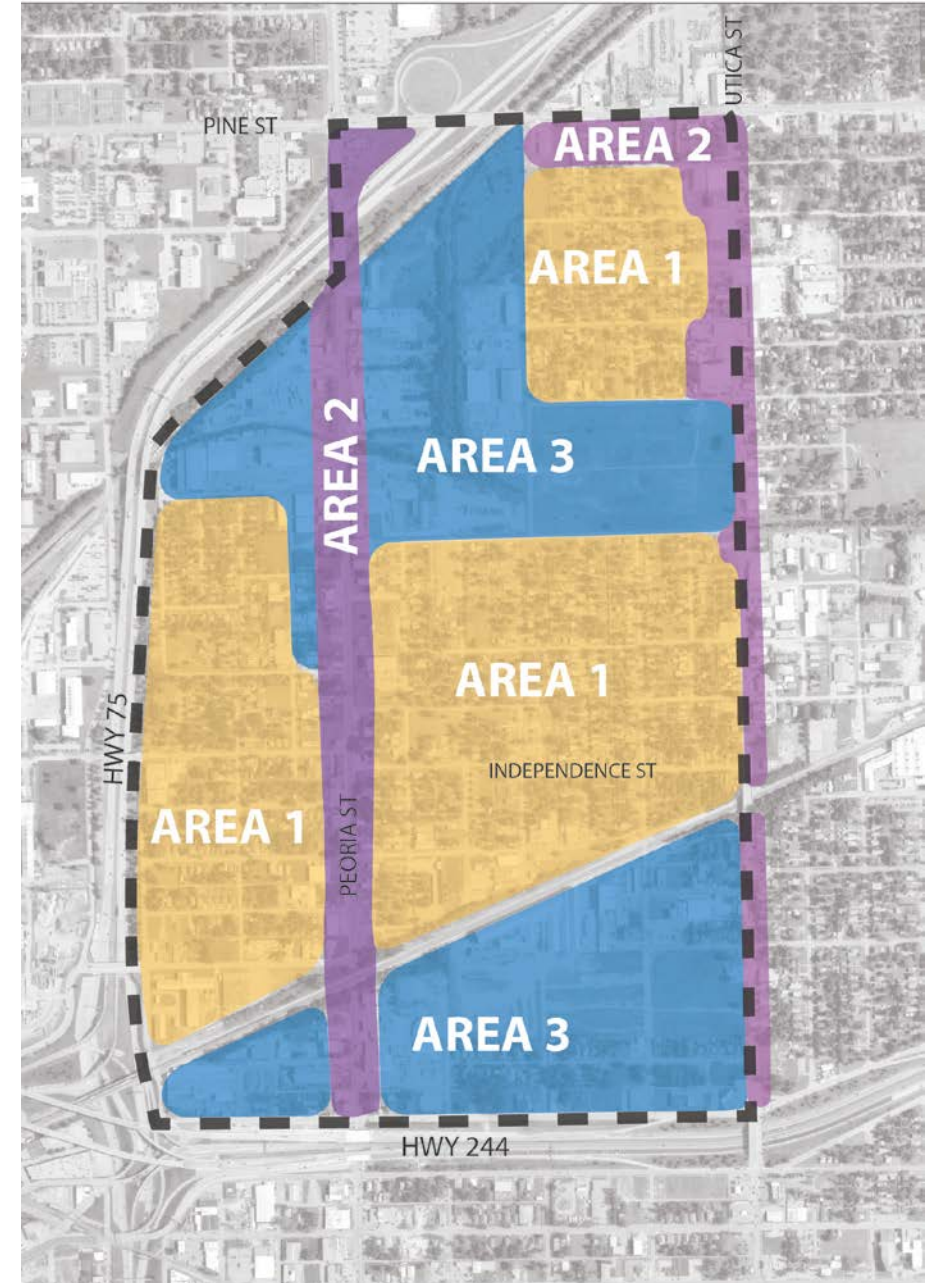 UTICA ST
PINE ST
AREA 2
AREA 1
AREA 2
AREA 3
AREA 1
HWY 75
INDEPENDENCE ST
AREA 1
PEORIA ST
AREA 3
HWY 244